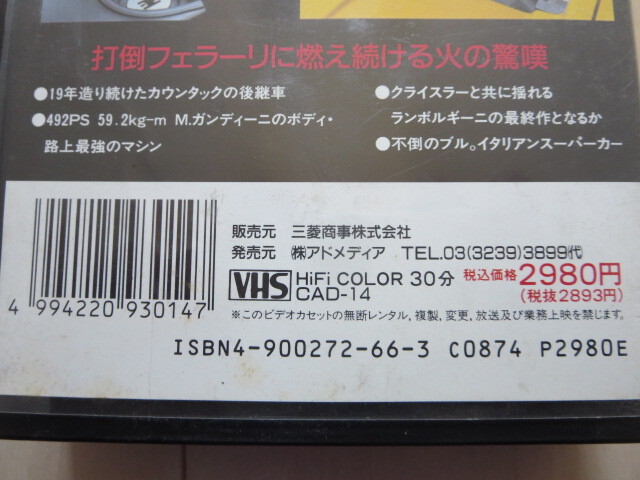 打倒フェラーリに燃え続ける火の驚嘆
●19年造り続けたカウンタックの後継車
●492PS 59.2kg-m M.ガンディーニのボディ・
路上最強のマシン
●クライスラーと共に揺れる
ランボルギーニの最終作となるか
●不倒のブル。イタリアンスーパーカー
販売元 三菱商事株式会社
発売元 ㈱アドメディア TEL.03(3239)3899代
VHS HiFi COLOR 30分 税込価格2980円
CAD-14 (税抜2893円)
※このビデオカセットの無断レンタル，複製，変更，放送及び業務上映を禁じます。
4 994220 930147
ISBN4-900272-66-3 C0874 P2980E